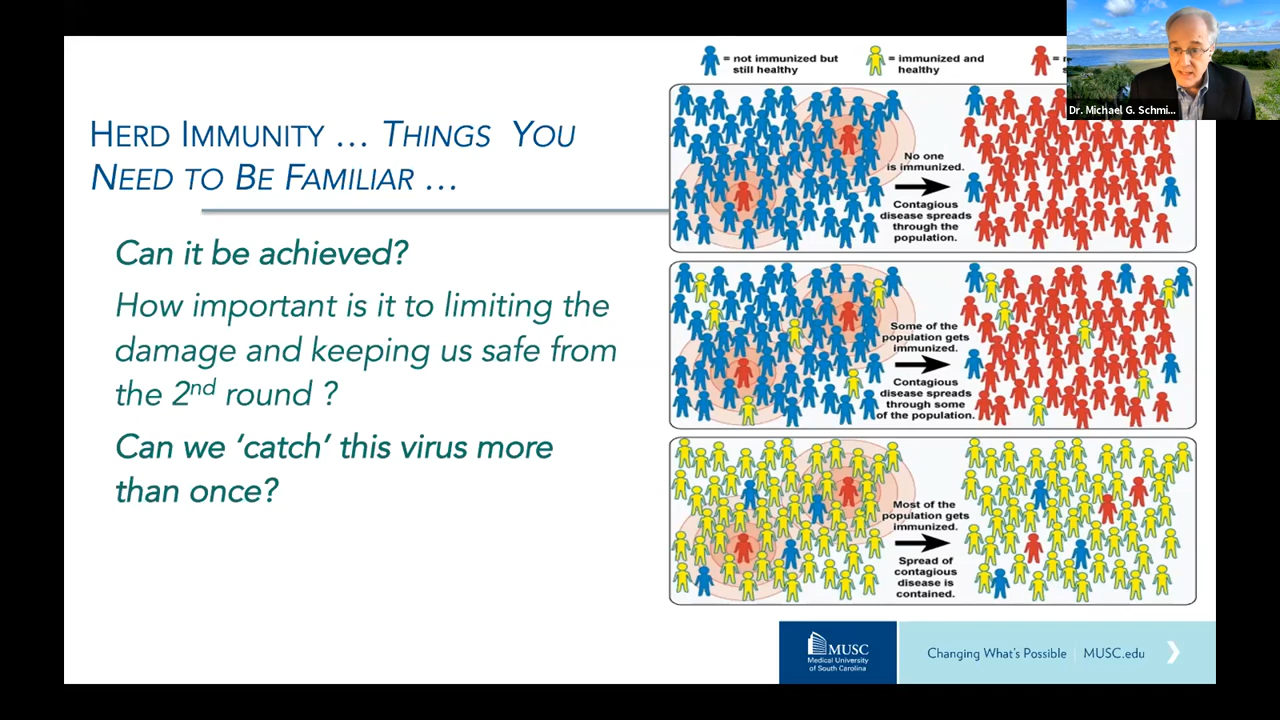 = not immunized but
still healthy
= immunized and
healthy
Dr. Michael G. Schmi...
HERD IMMUNITY … THINGS YOU
NEED TO BE FAMILIAR …
Can it be achieved?
How important is it to limiting the
damage and keeping us safe from
the 2nd round ?
Can we ‘catch’ this virus more
than once?
No one
is immunized.
Contagious
disease spreads
through the
population.
Some of the
population gets
immunized.
Contagious
disease spreads
through some
of the population.
Most of the
population gets
immunized.
Spread of
contagious
disease is
contained.
MUSC
Medical University
of South Carolina
Changing What's Possible | MUSC.edu